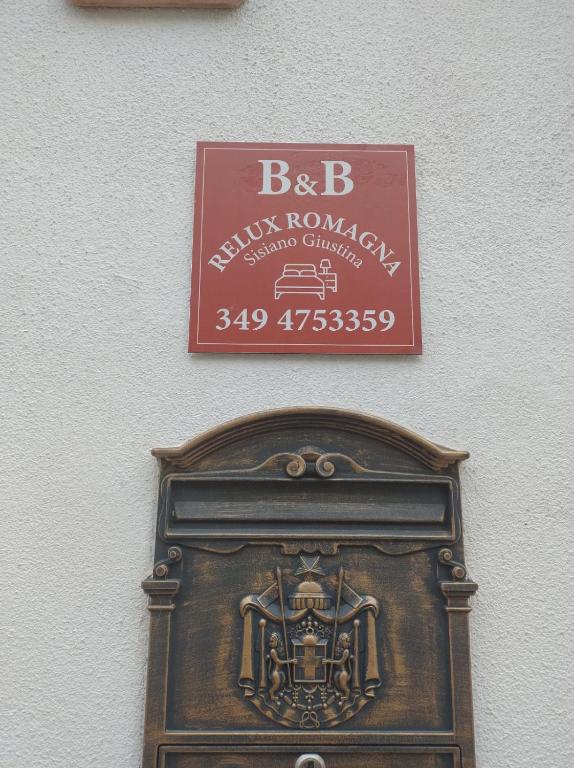 B&B
RELUX ROMAGNA
Sisiano Giustina
349 4753359